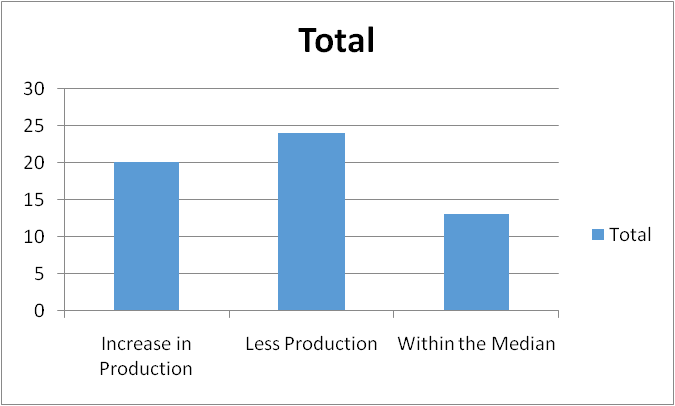 Total
30
25
20
15
10
5
0
Increase in
Production
Less Production
Within the Median
Total